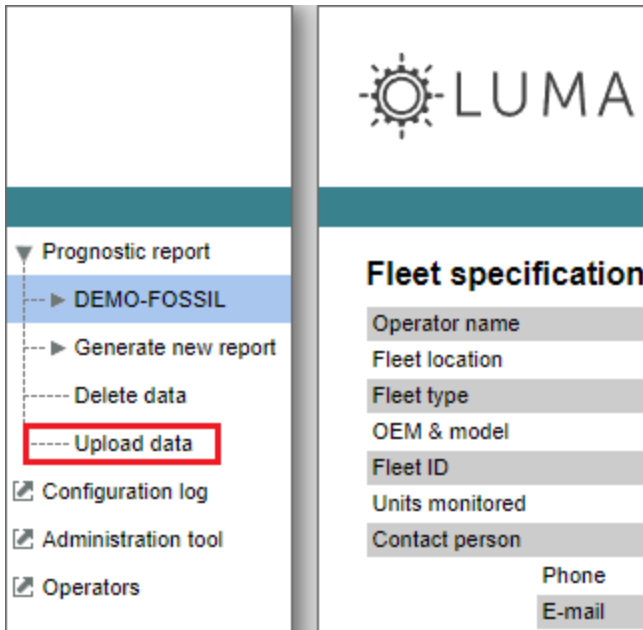 LUMA
Prognostic report
DEMO-FOSSIL
Generate new report
Delete data
Upload data
Configuration log
Administration tool
Operators
Fleet specification
Operator name
Fleet location
Fleet type
OEM & model
Fleet ID
Units monitored
Contact person
Phone
E-mail